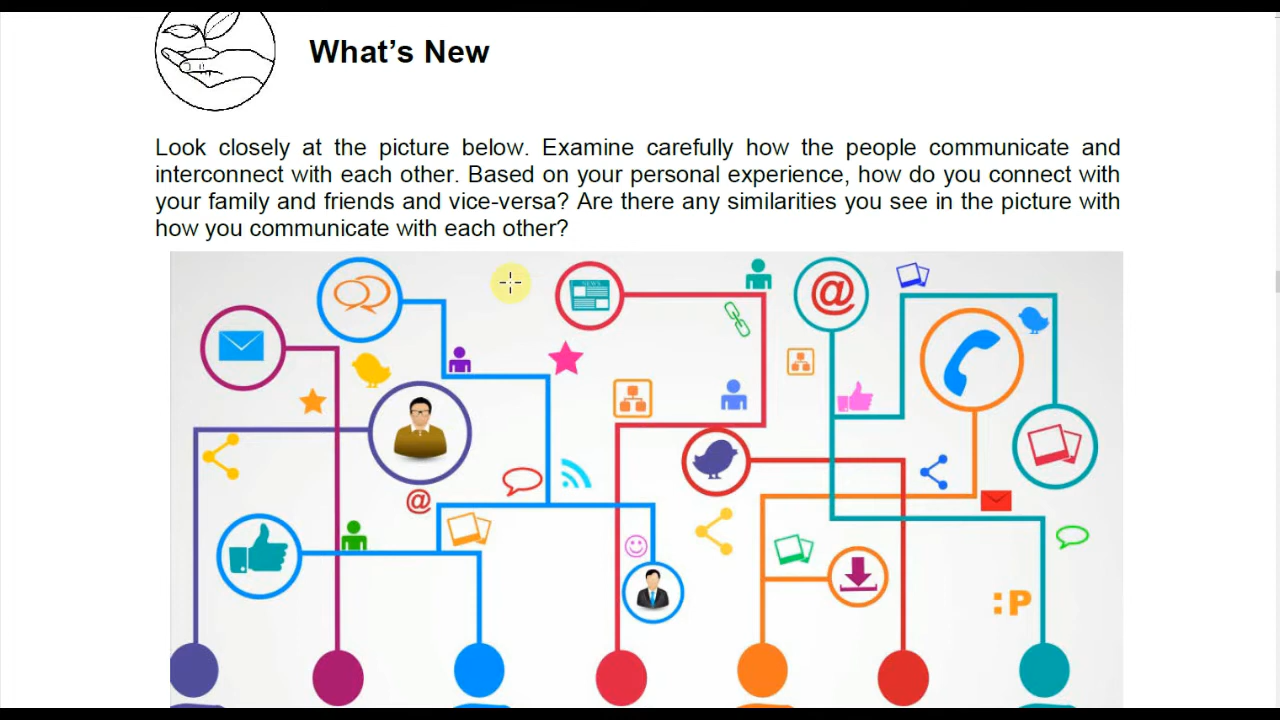 What’s New
Look closely at the picture below. Examine carefully how the people communicate and
interconnect with each other. Based on your personal experience, how do you connect with
your family and friends and vice-versa? Are there any similarities you see in the picture with
how you communicate with each other?
NEWS
@
@
:P